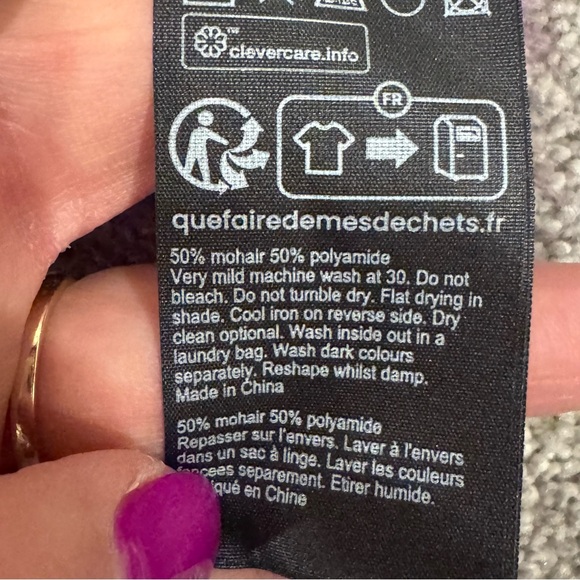 TM
clevercare.info
FR
quefairedemesdechets.fr
50% mohair 50% polyamide
Very mild machine wash at 30. Do not
bleach. Do not tumble dry. Flat drying in
shade. Cool iron on reverse side. Dry
clean optional. Wash inside out in a
laundry bag. Wash dark colours
separately. Reshape whilst damp.
Made in China
50% mohair 50% polyamide
Repasser sur l'envers. Laver à l'envers
dans un sac à linge. Laver les couleurs
separement. Etirer humide.
en Chine